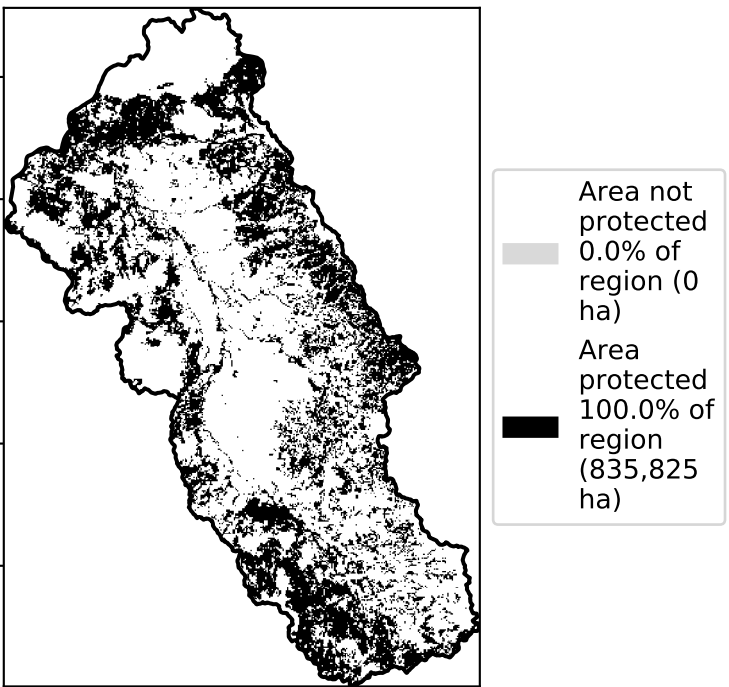 Area not
protected
0.0% of
region (0
ha)
Area
protected
100.0% of
region
(835,825
ha)